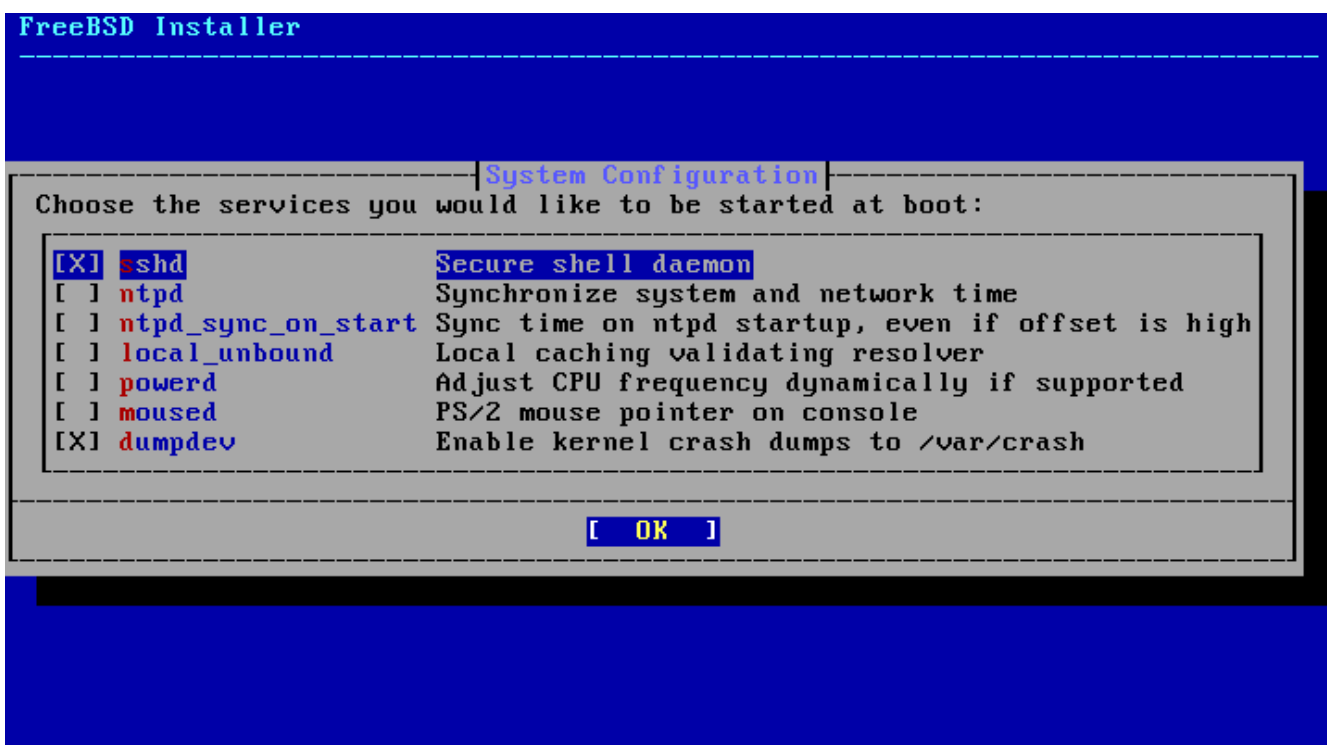 FreeBSD Installer
System Configuration
Choose the services you would like to be started at boot:
[X] sshd Secure shell daemon
[ ] ntpd Synchronize system and network time
[ ] ntpd_sync_on_start Sync time on ntpd startup, even if offset is high
[ ] local_unbound Local caching validating resolver
[ ] powerd Adjust CPU frequency dynamically if supported
[ ] moused PS/2 mouse pointer on console
[X] dumpdev Enable kernel crash dumps to /var/crash
[ OK ]